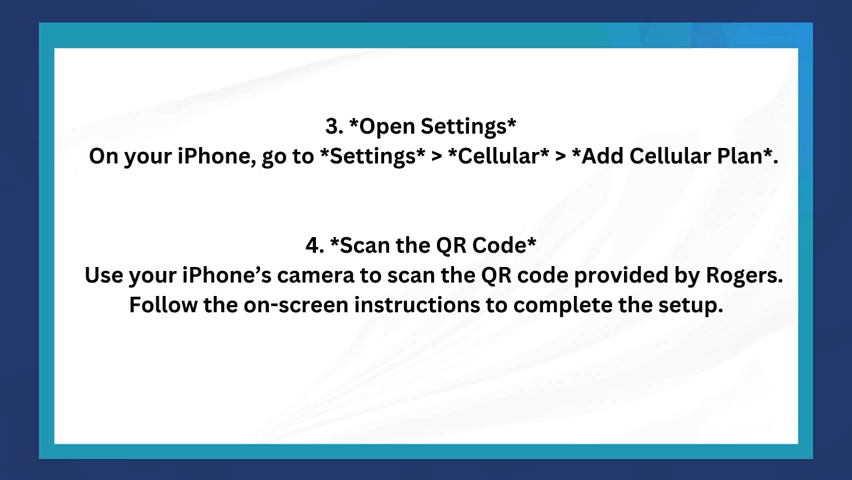 3. *Open Settings*
On your iPhone, go to *Settings* > *Cellular* > *Add Cellular Plan*.
4. *Scan the QR Code*
Use your iPhone’s camera to scan the QR code provided by Rogers.
Follow the on-screen instructions to complete the setup.